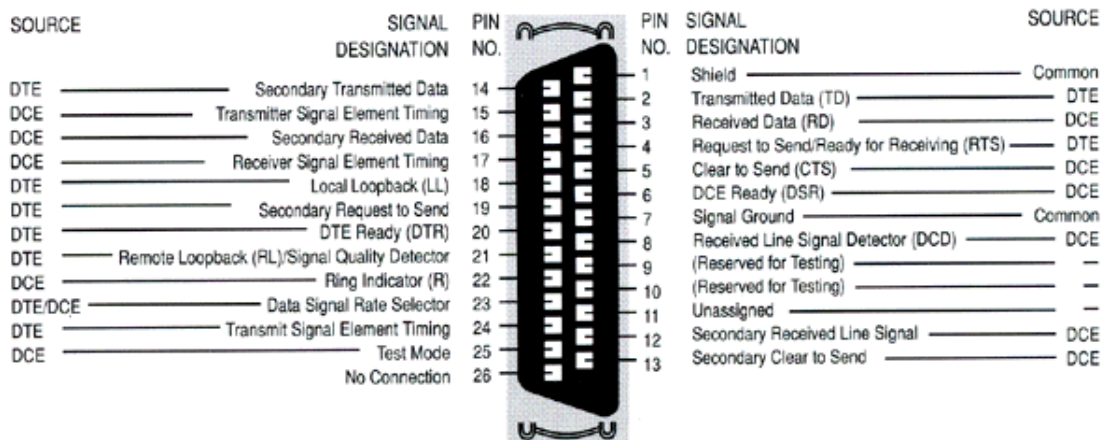 SOURCE SIGNAL DESIGNATION PIN NO.
DTE Secondary Transmitted Data 14
DCE Transmitter Signal Element Timing 15
DCE Secondary Received Data 16
DCE Receiver Signal Element Timing 17
DTE Local Loopback (LL) 18
DTE Secondary Request to Send 19
DTE DTE Ready (DTR) 20
DTE Remote Loopback (RL)/Signal Quality Detector 21
DCE Ring Indicator (R) 22
DTE/DCE Data Signal Rate Selector 23
DTE Transmit Signal Element Timing 24
DCE Test Mode 25
No Connection 26
PIN NO. SIGNAL DESIGNATION SOURCE
1 Shield Common
2 Transmitted Data (TD) DTE
3 Received Data (RD) DCE
4 Request to Send/Ready for Receiving (RTS) DTE
5 Clear to Send (CTS) DCE
6 DCE Ready (DSR) DCE
7 Signal Ground Common
8 Received Line Signal Detector (DCD) DCE
9 (Reserved for Testing) –
10 (Reserved for Testing) –
11 Unassigned –
12 Secondary Received Line Signal DCE
13 Secondary Clear to Send DCE